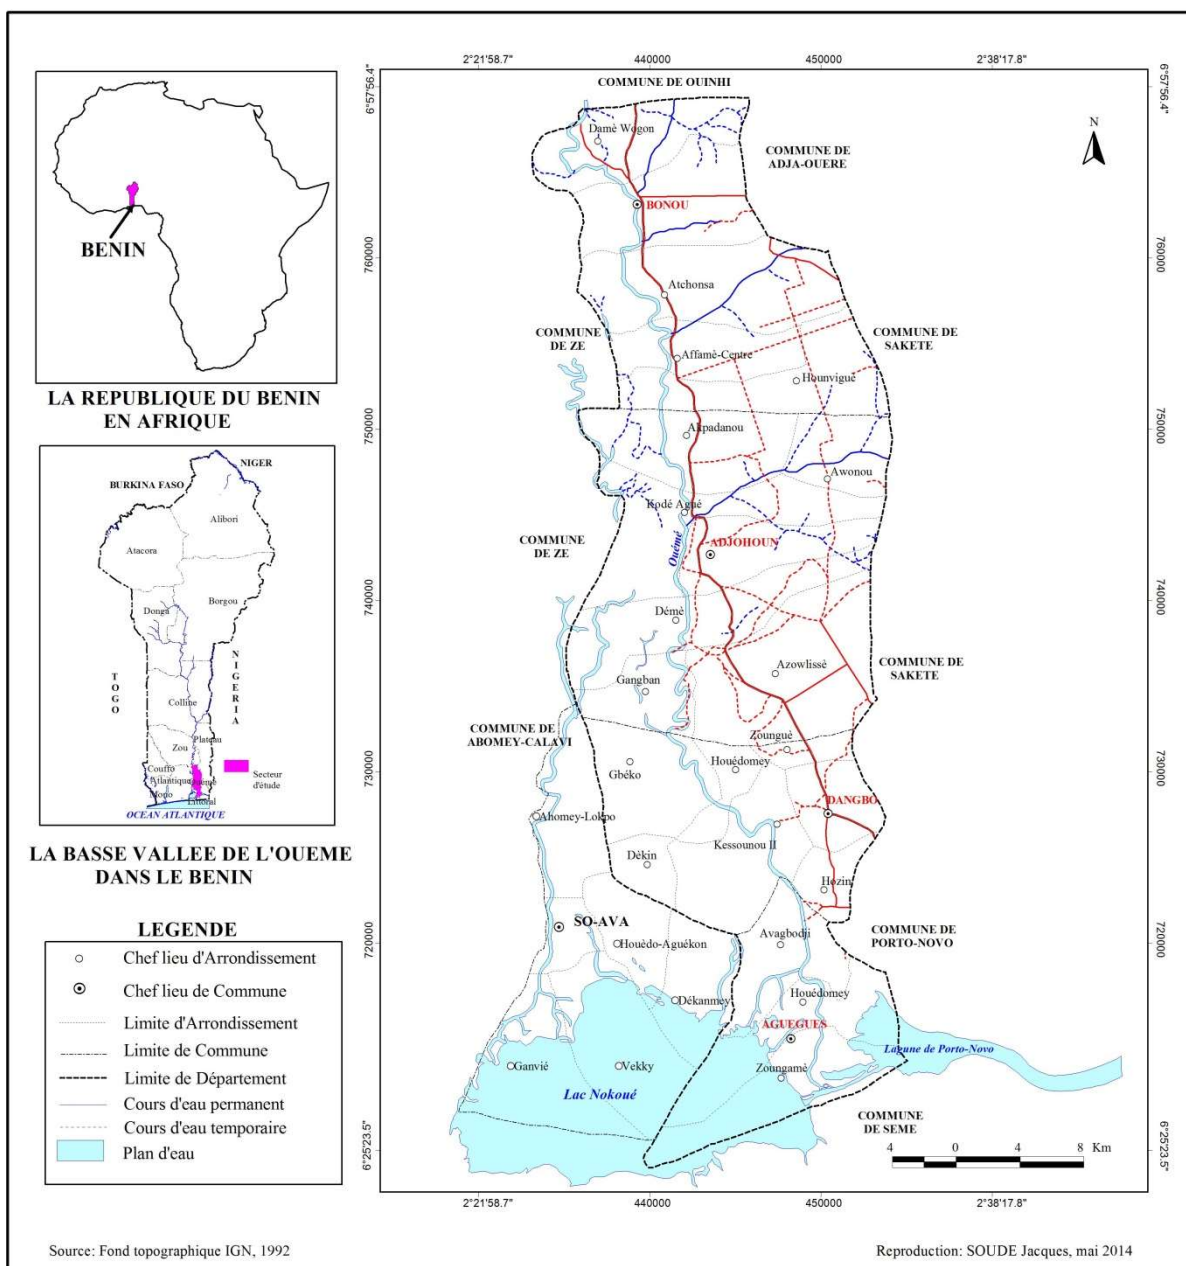 BENIN
LA REPUBLIQUE DU BENIN
EN AFRIQUE
NIGER
BURKINA FASO
Alibori
Atacora
Borgou
Donga
TOGO
NIGERIA
Colline
Plateau
Zou
Couffo
Atlantique
Ouémé
Mono
Littoral
Secteur
d'étude
OCEAN ATLANTIQUE
LA BASSE VALLEE DE L'OUEME
DANS LE BENIN
LEGENDE
Chef lieu d'Arrondissement
Chef lieu de Commune
Limite d'Arrondissement
Limite de Commune
Limite de Département
Cours d'eau permanent
Cours d'eau temporaire
Plan d'eau
2°21'58.7"
440000
450000
2°38'17.8"
6°57'56.4"
6°57'56.4"
COMMUNE DE OUINHI
N
Damè Wogon
COMMUNE DE
ADJA-OUERE
BONOU
760000
760000
Atchonsa
COMMUNE
DE ZE
COMMUNE DE
SAKETE
Affamè-Centre
Hounviguè
750000
750000
Akpadanou
Awonou
Kodé Agué
Ouémé
ADJOHOUN
COMMUNE
DE ZE
740000
740000
Démè
Azowlissè
COMMUNE DE
SAKETE
Gangban
COMMUNE DE
ABOMEY-CALAVI
Zounguè
730000
730000
Gbéko
Houédomey
DANGBO
Ahomey-Lokpo
Kessounou II
Dékin
Hozin
SO-AVA
720000
720000
Houèdo-Aguékon
Avagbodji
COMMUNE DE
PORTO-NOVO
Dékanmey
Houédomey
AGUEGUES
Lagune de Porto-Novo
Ganvié
Vekky
Zoungamè
Lac Nokoué
COMMUNE
DE SEME
6°25'23.5"
6°25'23.5"
4 0 4 8 Km
2°21'58.7"
440000
450000
2°38'17.8"
Source: Fond topographique IGN, 1992
Reproduction: SOUDE Jacques, mai 2014